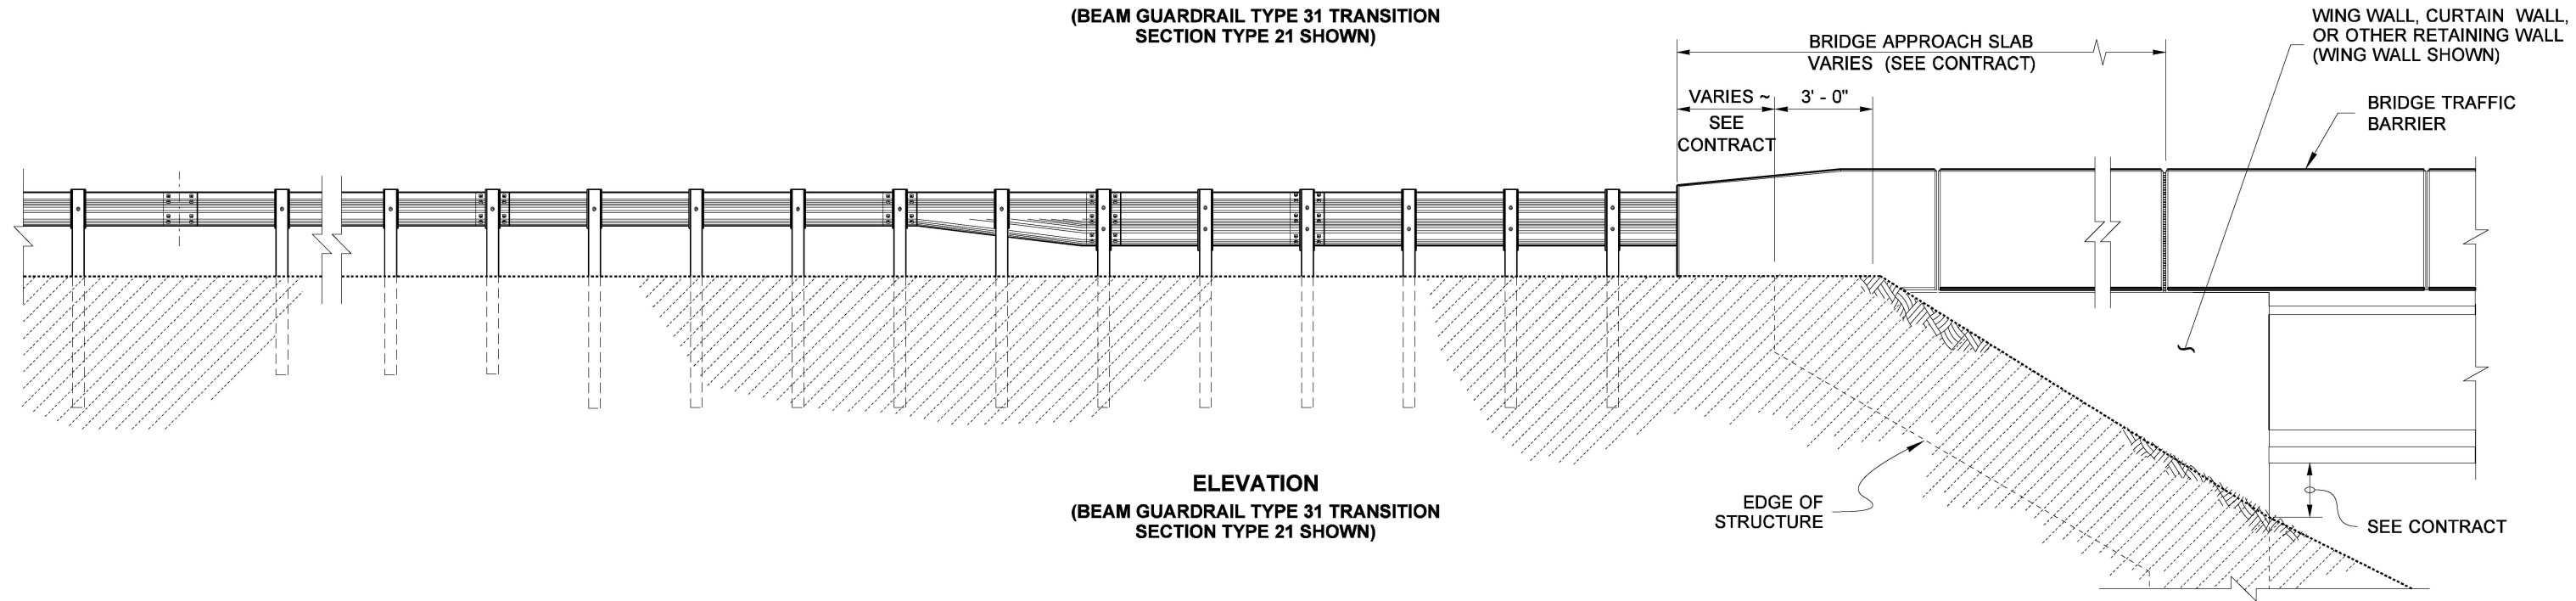 (BEAM GUARDRAIL TYPE 31 TRANSITION
SECTION TYPE 21 SHOWN)
WING WALL, CURTAIN WALL,
OR OTHER RETAINING WALL
(WING WALL SHOWN)
BRIDGE APPROACH SLAB
VARIES (SEE CONTRACT)
VARIES ~
SEE
CONTRACT
3' - 0"
BRIDGE TRAFFIC
BARRIER
ELEVATION
(BEAM GUARDRAIL TYPE 31 TRANSITION
SECTION TYPE 21 SHOWN)
EDGE OF
STRUCTURE
SEE CONTRACT